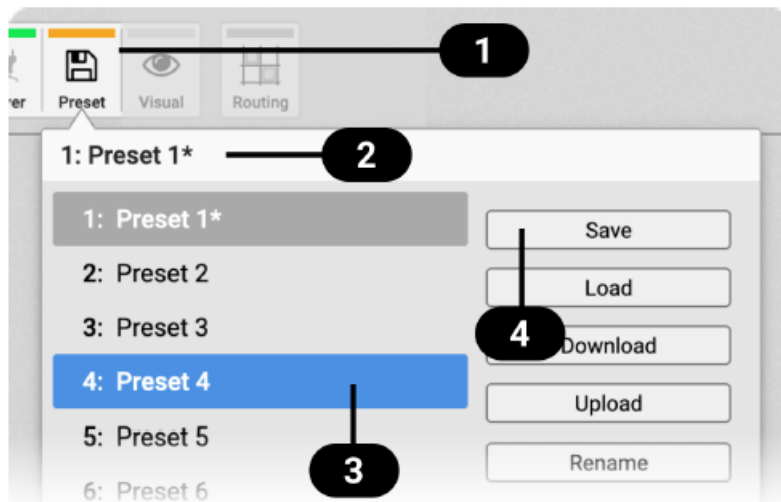 1
er
Preset
Visual
Routing
1: Preset 1*
2
1: Preset 1*
Save
2: Preset 2
Load
3: Preset 3
4
Download
4: Preset 4
Upload
5: Preset 5
3
Rename
6: Preset 6